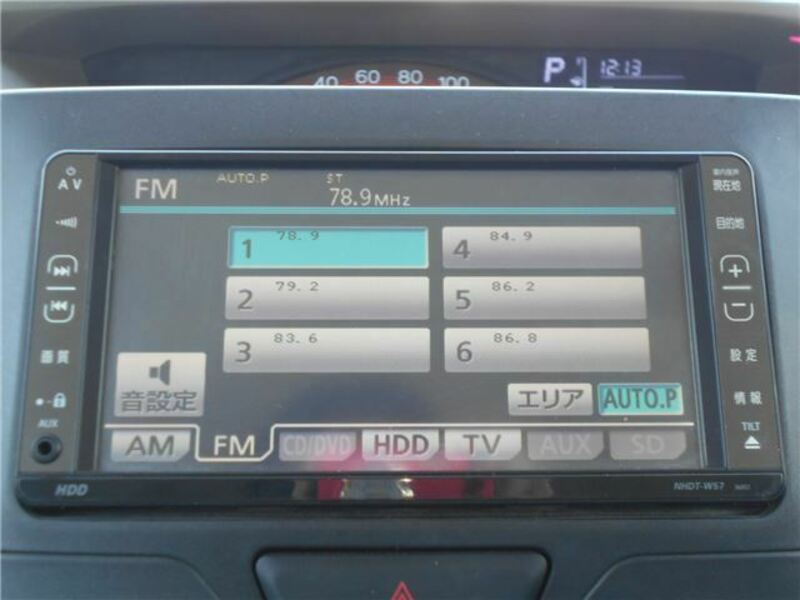 40 60 80 100
P 12:13
AV
FM AUTO.P ST
78.9MHz
現在地
目的地
1 78.9
4 84.9
2 79.2
5 86.2
3 83.6
6 86.8
画質
設定
音設定
エリア AUTO.P
情報
AUX
TILT
AM FM CD/DVD HDD TV AUX SD
HDD
NHDT-W57